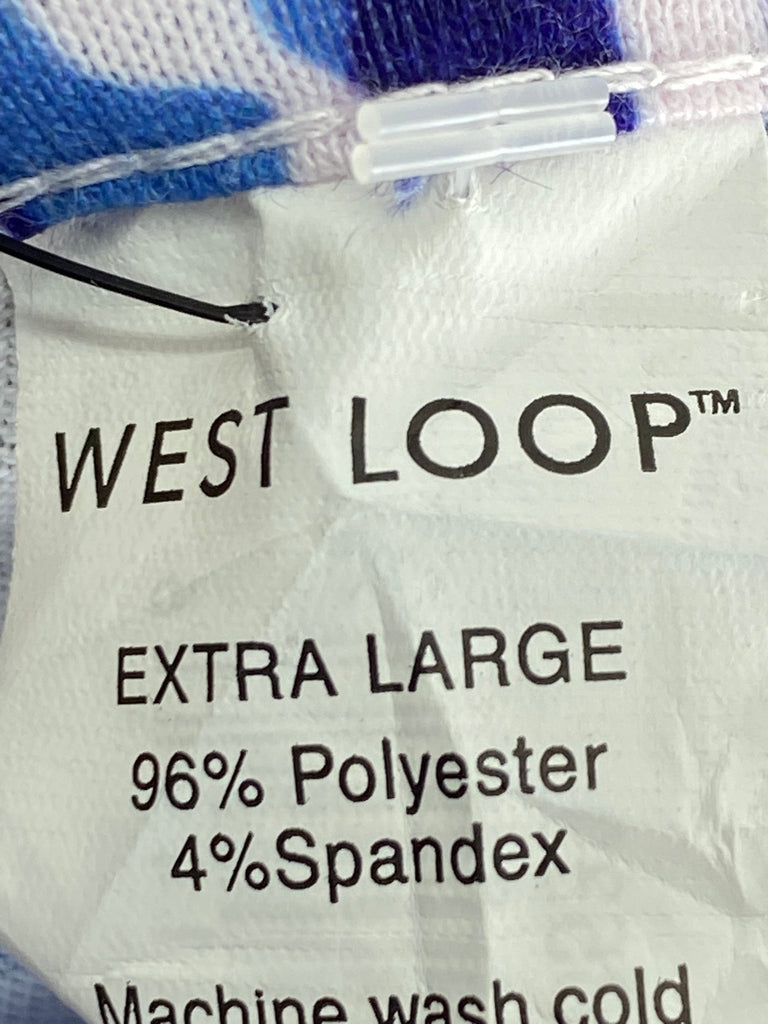 WEST LOOP™
EXTRA LARGE
96% Polyester
4%Spandex
Machine wash cold